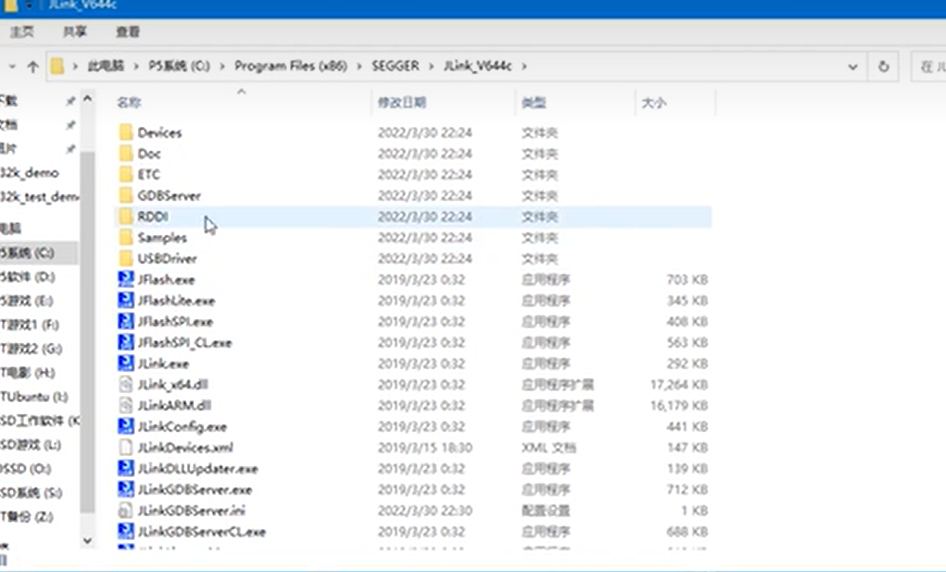 JLink_V644c
主页 共享 查看
此电脑 > P5系统 (C:) > Program Files (x86) > SEGGER > JLink_V644c >
名称 修改日期 类型 大小
Devices 2022/3/30 22:24 文件夹
Doc 2022/3/30 22:24 文件夹
ETC 2022/3/30 22:24 文件夹
GDBServer 2022/3/30 22:24 文件夹
RDDI 2022/3/30 22:24 文件夹
Samples 2022/3/30 22:24 文件夹
USBDriver 2022/3/30 22:24 文件夹
JFlash.exe 2019/3/23 0:32 应用程序 703 KB
JFlashLite.exe 2019/3/23 0:32 应用程序 345 KB
JFlashSPI.exe 2019/3/23 0:32 应用程序 408 KB
JFlashSPI_CL.exe 2019/3/23 0:32 应用程序 563 KB
JLink.exe 2019/3/23 0:32 应用程序 292 KB
JLink_x64.dll 2019/3/23 0:32 应用程序扩展 17,264 KB
JLinkARM.dll 2019/3/23 0:32 应用程序扩展 16,179 KB
JLinkConfig.exe 2019/3/23 0:32 应用程序 441 KB
JLinkDevices.xml 2019/3/15 18:30 XML 文档 147 KB
JLinkDLLUpdater.exe 2019/3/23 0:32 应用程序 139 KB
JLinkGDBServer.exe 2019/3/23 0:32 应用程序 712 KB
JLinkGDBServer.ini 2022/3/30 22:30 配置设置 1 KB
JLinkGDBServerCL.exe 2019/3/23 0:32 应用程序 688 KB
下载
文档
图片
32k_demo
32k_test_dem
电脑
5系统 (C:)
5软件 (D:)
5游戏 (E:)
T游戏1 (F:)
T游戏2 (G:)
T电影 (H:)
TUbuntu (I:)
SD工作软件 (K
SD游戏 (L:)
SSD (O:)
SD系统 (S:)
T备份 (Z:)